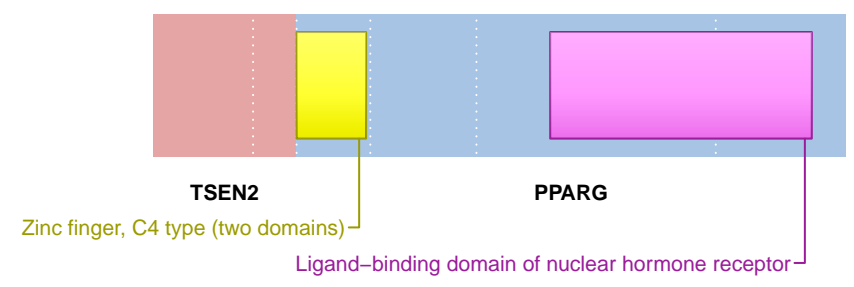 TSEN2 PPARG
Zinc finger, C4 type (two domains)
Ligand−binding domain of nuclear hormone receptor